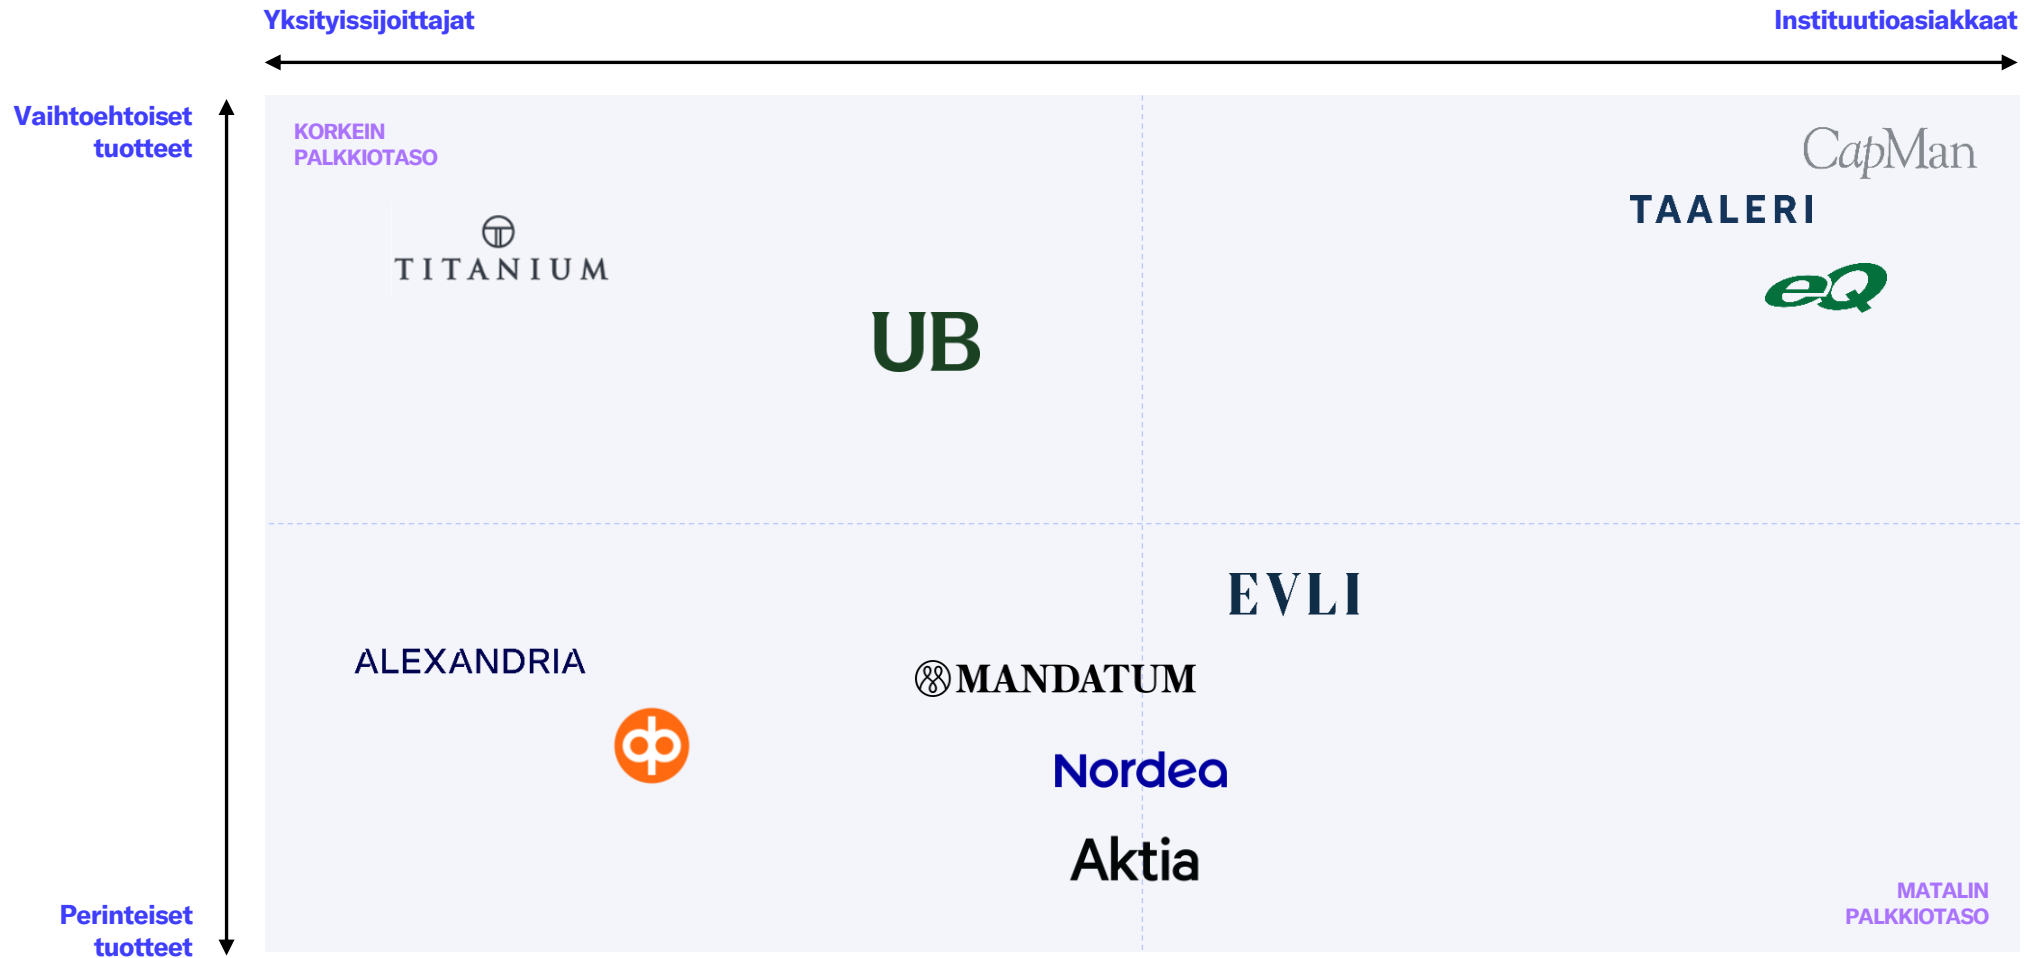 Yksityissijoittajat
Instituutioasiakkaat
Vaihtoehtoiset
tuotteet
KORKEIN
PALKKIOTASO
CapMan
TAALERI
TITANIUM
eQ
UB
EVLI
ALEXANDRIA
MANDATUM
op
Nordea
Aktia
MATALIN
PALKKIOTASO
Perinteiset
tuotteet